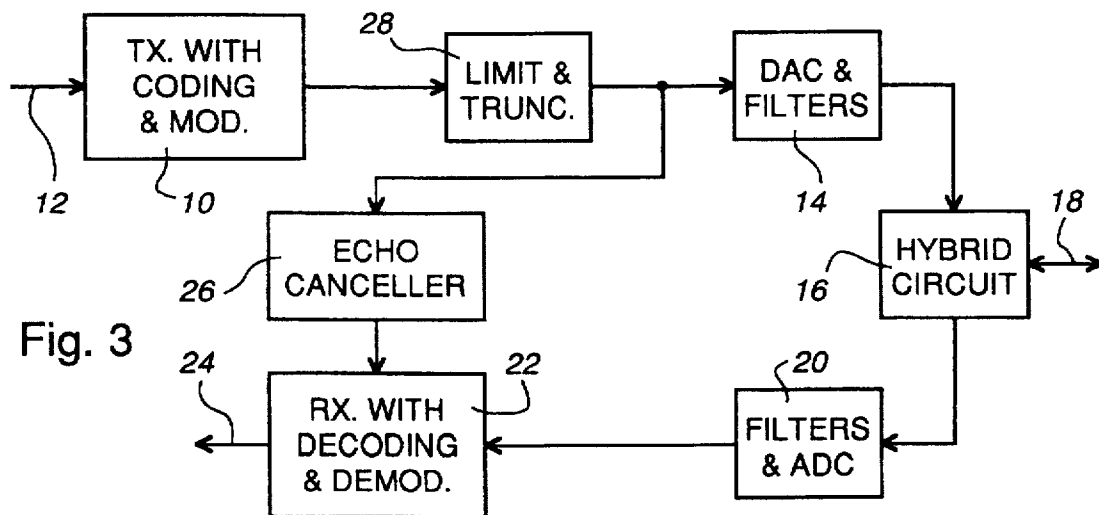 TX. WITH
CODING
& MOD.
12
10
28
LIMIT &
TRUNC.
DAC &
FILTERS
14
ECHO
CANCELLER
26
HYBRID
CIRCUIT
16
18
Fig. 3
24
RX. WITH
DECODING
& DEMOD.
22
20
FILTERS
& ADC